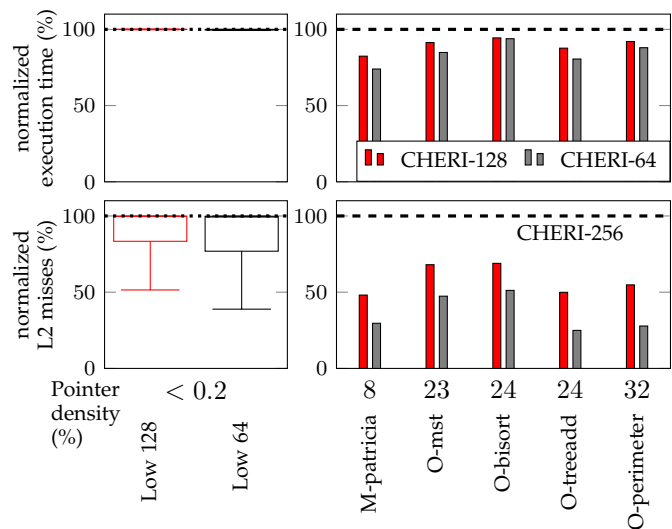 normalized
execution time (%)
100
50
0
100
50
0
CHERI-128
CHERI-64
normalized
L2 misses (%)
100
50
0
100
50
0
CHERI-256
Pointer
density
(%)
< 0.2
8
23
24
24
32
Low 128
Low 64
M-patricia
O-mst
O-bisort
O-treeadd
O-perimeter